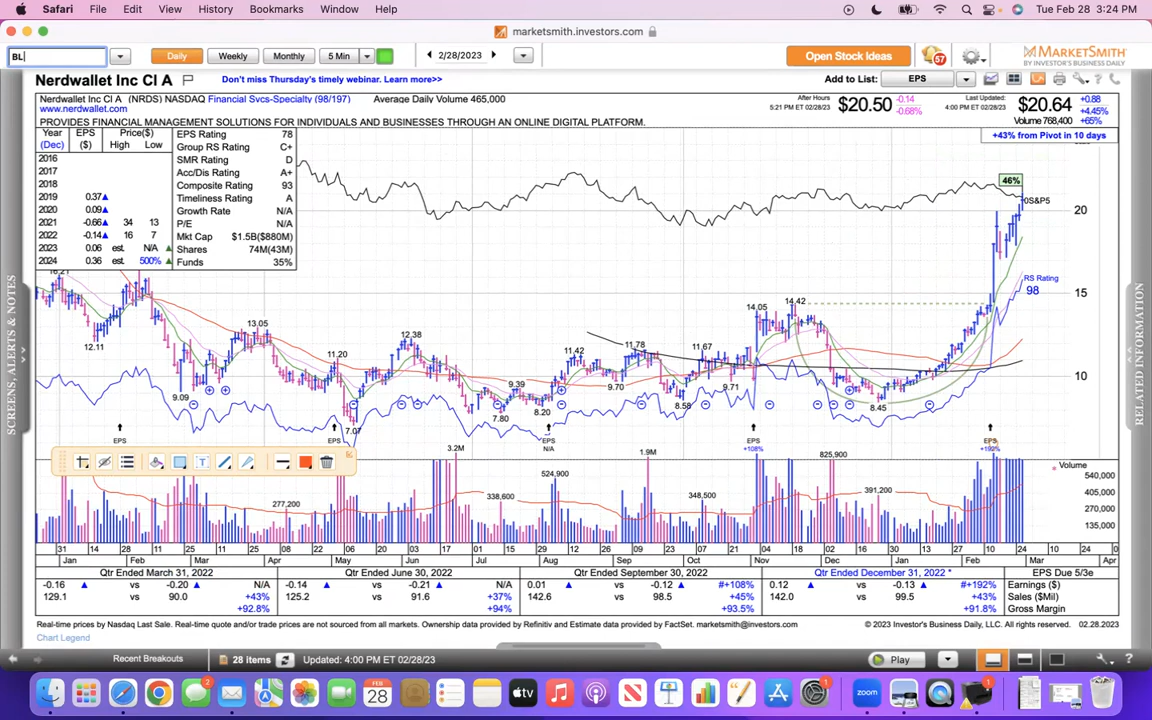 Safari File Edit View History Bookmarks Window Help Tue Feb 28 3:24 PM
marketsmith.investors.com
BL Daily Weekly Monthly 5 Min 2/28/2023 Open Stock Ideas 57 MARKETSMITH
BY INVESTOR'S BUSINESS DAILY
Nerdwallet Inc Cl A Don't miss Thursday's timely webinar. Learn more>> Add to List: EPS
Nerdwallet Inc Cl A (NRDS) NASDAQ Financial Svcs-Specialty (98/197) Average Daily Volume 465,000
www.nerdwallet.com
PROVIDES FINANCIAL MANAGEMENT SOLUTIONS FOR INDIVIDUALS AND BUSINESSES THROUGH AN ONLINE DIGITAL PLATFORM.
After Hours
5:21 PM ET 02/28/23
$20.50 -0.14
-0.68%
Last Updated:
4:00 PM ET 02/28/23
$20.64 +0.88
+4.45%
Volume 768,400 +65%
+43% from Pivot in 10 days
Year EPS Price($)
(Dec) ($) High Low
2016
2017
2018
2019 0.37
2020 0.09
2021 -0.66 34 13
2022 -0.14 16 7
2023 0.06 est. N/A
2024 0.36 est. 500%
EPS Rating 78
Group RS Rating C+
SMR Rating D
Acc/Dis Rating A+
Composite Rating 93
Timeliness Rating A
Growth Rate N/A
P/E N/A
Mkt Cap $1.5B($880M)
Shares 74M(43M)
Funds 35%
46%
0S&P5
20
RS Rating
98
15
10
16.21
12.11
9.09
13.05
11.20
7.07
12.38
7.80
9.39
8.20
11.42
9.70
11.78
8.58
11.67
9.71
14.05
14.42
8.45
EPS
EPS
EPS
N/A
EPS
+108%
EPS
+192%
277,200
3.2M
338,600
524,900
1.9M
348,500
825,900
391,200
Volume
540,000
405,000
270,000
135,000
31 14 28 11 25 11 25 08 22 06 20 03 17 01 15 29 12 26 09 23 07 21 04 18 02 16 30 13 27 10 24 10 24 0
Jan Feb Mar Apr May Jun Jul Aug Sep Oct Nov Dec Jan Feb Mar Apr
Qtr Ended March 31, 2022 Qtr Ended June 30, 2022 Qtr Ended September 30, 2022 Qtr Ended December 31, 2022 * EPS Due 5/3e
-0.16 vs -0.20 N/A -0.14 vs -0.21 N/A 0.01 vs -0.12 #+108% 0.12 vs -0.13 #+192% Earnings ($)
129.1 vs 90.0 +43% 125.2 vs 91.6 +37% 142.6 vs 98.5 +45% 142.0 vs 99.5 +43% Sales ($Mil)
+92.8% +94% +93.5% +91.8% Gross Margin
Real-time prices by Nasdaq Last Sale. Real-time quote and/or trade prices are not sourced from all markets. Ownership data provided by Refinitiv and Estimate data provided by FactSet. marketsmith@investors.com © 2023 Investor's Business Daily, LLC. All rights reserved. 02.28.2023
Chart Legend
SCREENS, ALERTS & NOTES
RELATED INFORMATION
Recent Breakouts 28 items Updated: 4:00 PM ET 02/28/23 Play
2 FEB 28 zoom 1